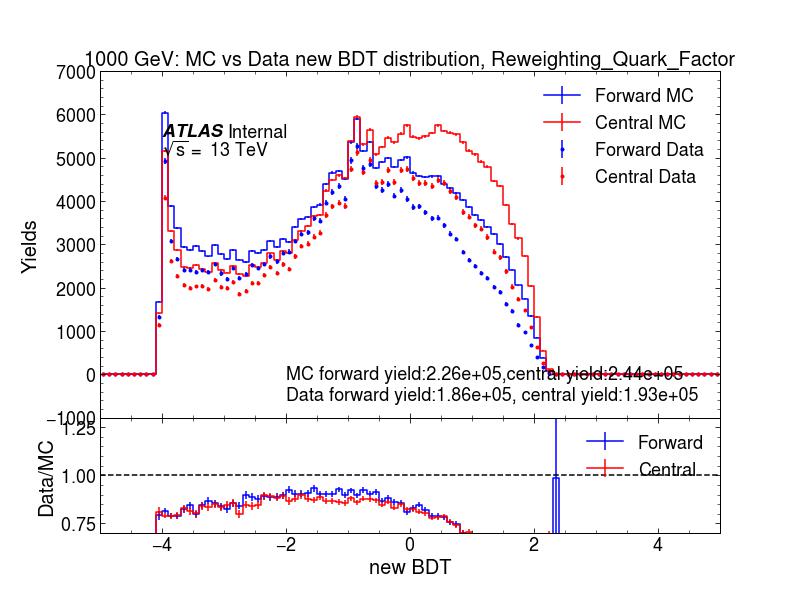 1000 GeV: MC vs Data new BDT distribution, Reweighting_Quark_Factor
7000
6000
5000
4000
3000
2000
1000
0
−1000
Yields
ATLAS Internal
√s = 13 TeV
Forward MC
Central MC
Forward Data
Central Data
MC forward yield:2.26e+05,central yield:2.44e+05
Data forward yield:1.86e+05, central yield:1.93e+05
1.25
1.00
0.75
Data/MC
Forward
Central
−4 −2 0 2 4
new BDT